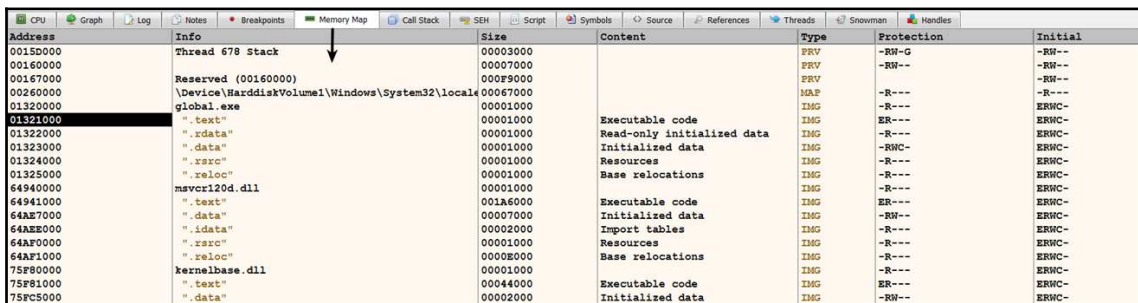 CPU Graph Log Notes Breakpoints Memory Map Call Stack SEH Script Symbols Source References Threads Snowman Handles
Address Info Size Content Type Protection Initial
0015D000 Thread 678 Stack 00003000 PRV -RW-G -RW--
00160000 00007000 PRV -RW-- -RW--
00167000 Reserved (00160000) 000F9000 PRV -RW--
00260000 \Device\HarddiskVolume1\Windows\System32\locale 00067000 MAP -R--- -R---
01320000 global.exe 00001000 IMG -R--- ERWC-
01321000 ".text" 00001000 Executable code IMG ER--- ERWC-
01322000 ".rdata" 00001000 Read-only initialized data IMG -R--- ERWC-
01323000 ".data" 00001000 Initialized data IMG -RWC- ERWC-
01324000 ".rsrc" 00001000 Resources IMG -R--- ERWC-
01325000 ".reloc" 00001000 Base relocations IMG -R--- ERWC-
64940000 msvcr120d.dll 00001000 IMG -R--- ERWC-
64941000 ".text" 001A6000 Executable code IMG ER--- ERWC-
64AE7000 ".data" 00007000 Initialized data IMG -RW-- ERWC-
64AEE000 ".idata" 00002000 Import tables IMG -R--- ERWC-
64AF0000 ".rsrc" 00001000 Resources IMG -R--- ERWC-
64AF1000 ".reloc" 0000E000 Base relocations IMG -R--- ERWC-
75F80000 kernelbase.dll 00001000 IMG -R--- ERWC-
75F81000 ".text" 00044000 Executable code IMG ER--- ERWC-
75FC5000 ".data" 00002000 Initialized data IMG -RW-- ERWC-